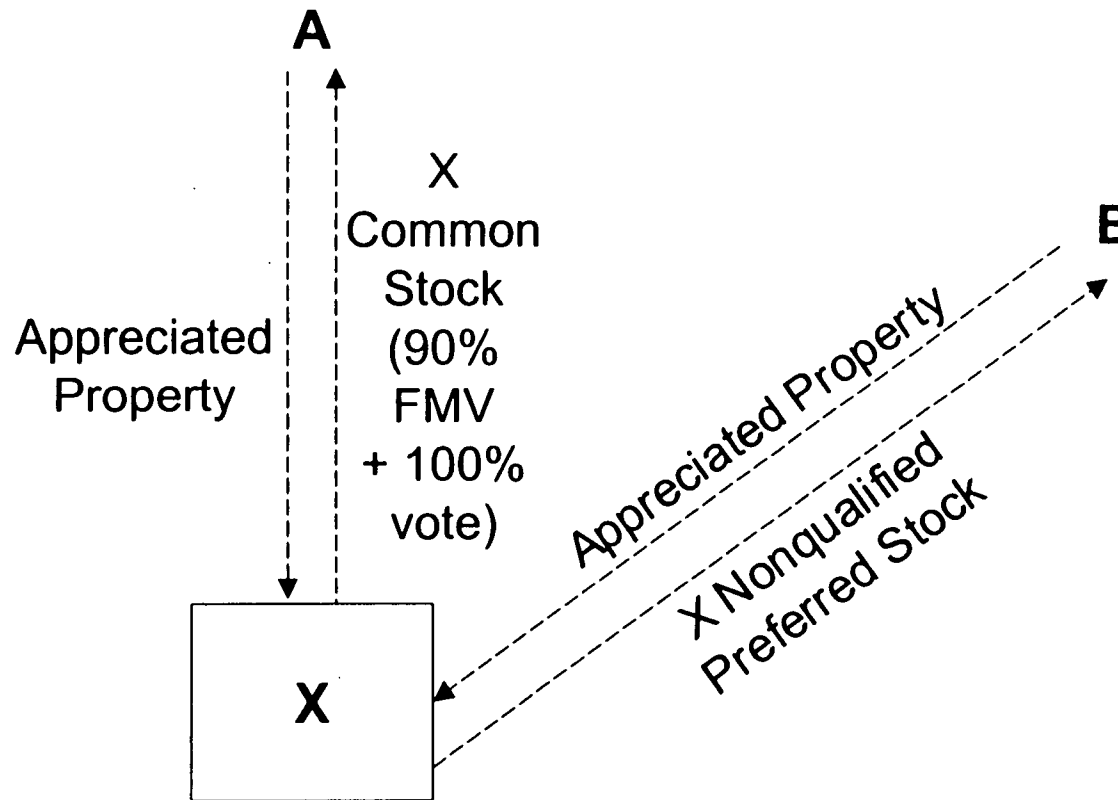 A
X
Common
Stock
(90%
FMV
+ 100%
vote)
Appreciated
Property
B
Appreciated Property
X Nonqualified
Preferred Stock
X